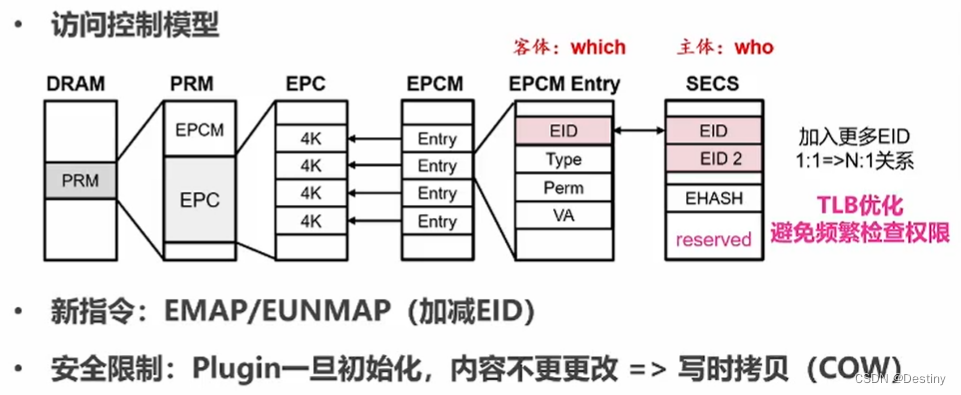 • 访问控制模型
客体：which
主体：who
DRAM
PRM
EPC
EPCM
EPCM Entry
SECS
PRM
EPCM
EPC
4K
4K
4K
4K
Entry
Entry
Entry
Entry
EID
Type
Perm
VA
EID
EID 2
EHASH
reserved
加入更多EID
1:1=>N:1关系
TLB优化
避免频繁检查权限
• 新指令：EMAP/EUNMAP（加减EID）
• 安全限制：Plugin一旦初始化，内容不更更改 => 写时拷贝（COW）
CSDN @Destiny